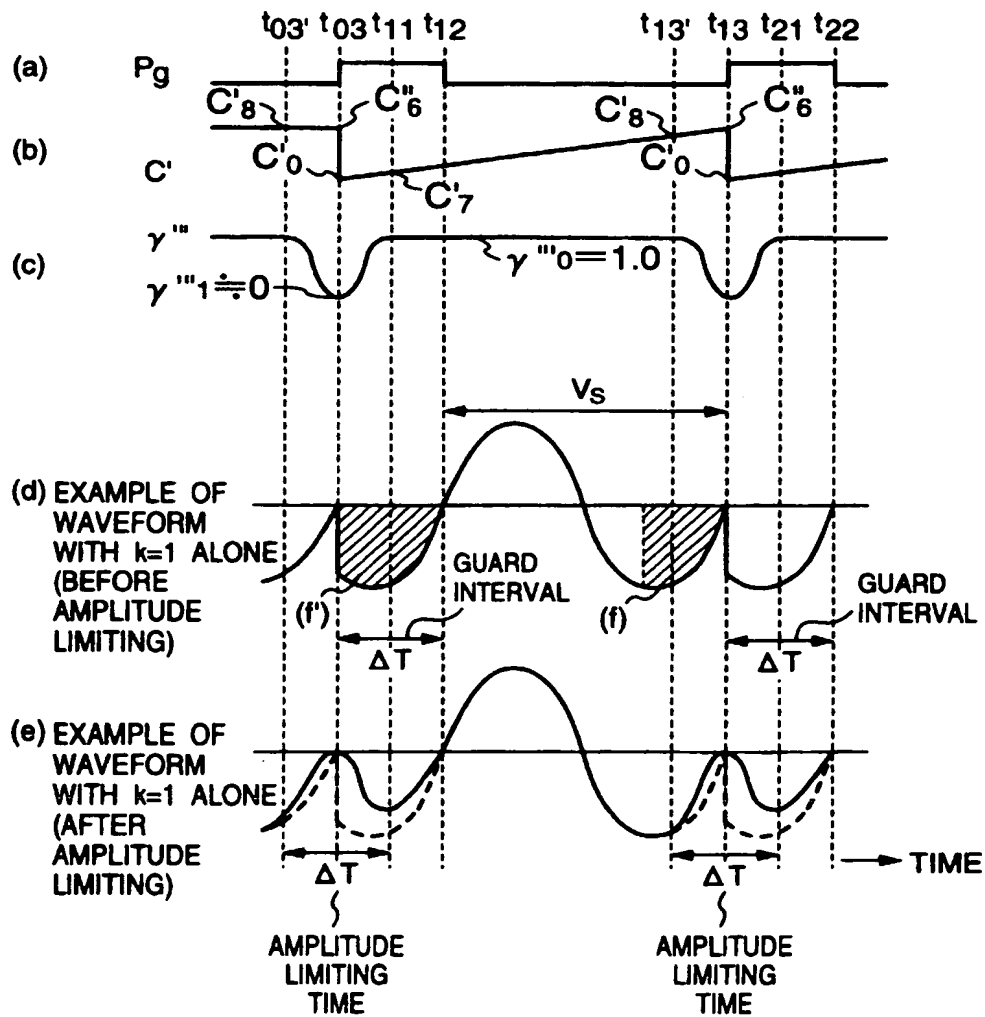 t03' t03 t11 t12 t13' t13 t21 t22
(a) Pg
C'8 C"6 C'8 C"6
(b) C' C'0 C'7 C'0
γ'''
(c) γ'''0=1.0
γ'''1≒0
Vs
(d) EXAMPLE OF
WAVEFORM
WITH k=1 ALONE
(BEFORE
AMPLITUDE
LIMITING)
(f')
GUARD
INTERVAL
(f)
GUARD
INTERVAL
ΔT ΔT
(e) EXAMPLE OF
WAVEFORM
WITH k=1 ALONE
(AFTER
AMPLITUDE
LIMITING)
ΔT ΔT
TIME
AMPLITUDE
LIMITING
TIME
AMPLITUDE
LIMITING
TIME